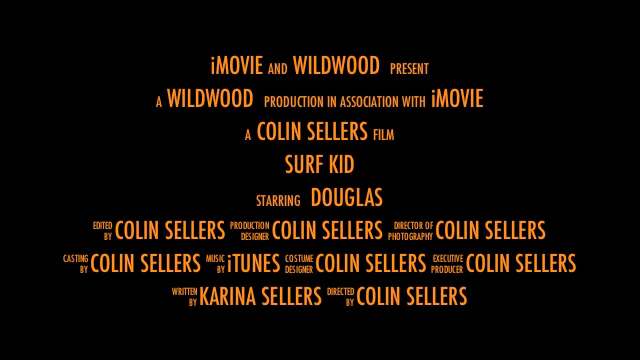 iMOVIE AND WILDWOOD PRESENT
A WILDWOOD PRODUCTION IN ASSOCIATION WITH iMOVIE
A COLIN SELLERS FILM
SURF KID
STARRING DOUGLAS
EDITED BY COLIN SELLERS PRODUCTION DESIGNER COLIN SELLERS DIRECTOR OF PHOTOGRAPHY COLIN SELLERS
CASTING BY COLIN SELLERS MUSIC BY iTUNES COSTUME DESIGNER COLIN SELLERS EXECUTIVE PRODUCER COLIN SELLERS
WRITTEN BY KARINA SELLERS DIRECTED BY COLIN SELLERS